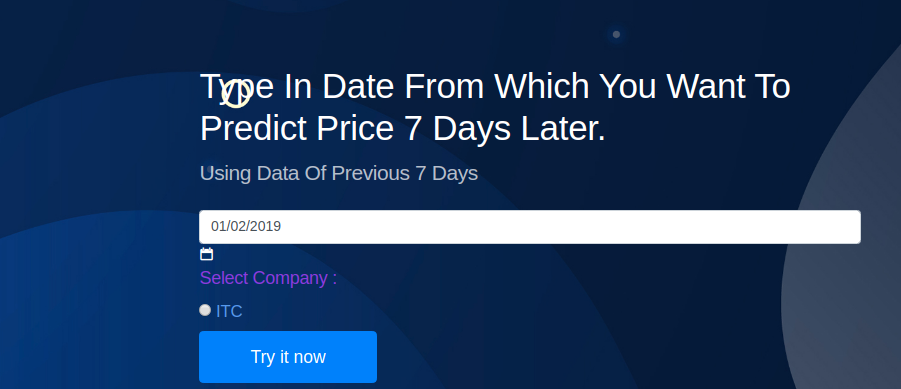 Type In Date From Which You Want To
Predict Price 7 Days Later.
Using Data Of Previous 7 Days
01/02/2019
Select Company :
ITC
Try it now